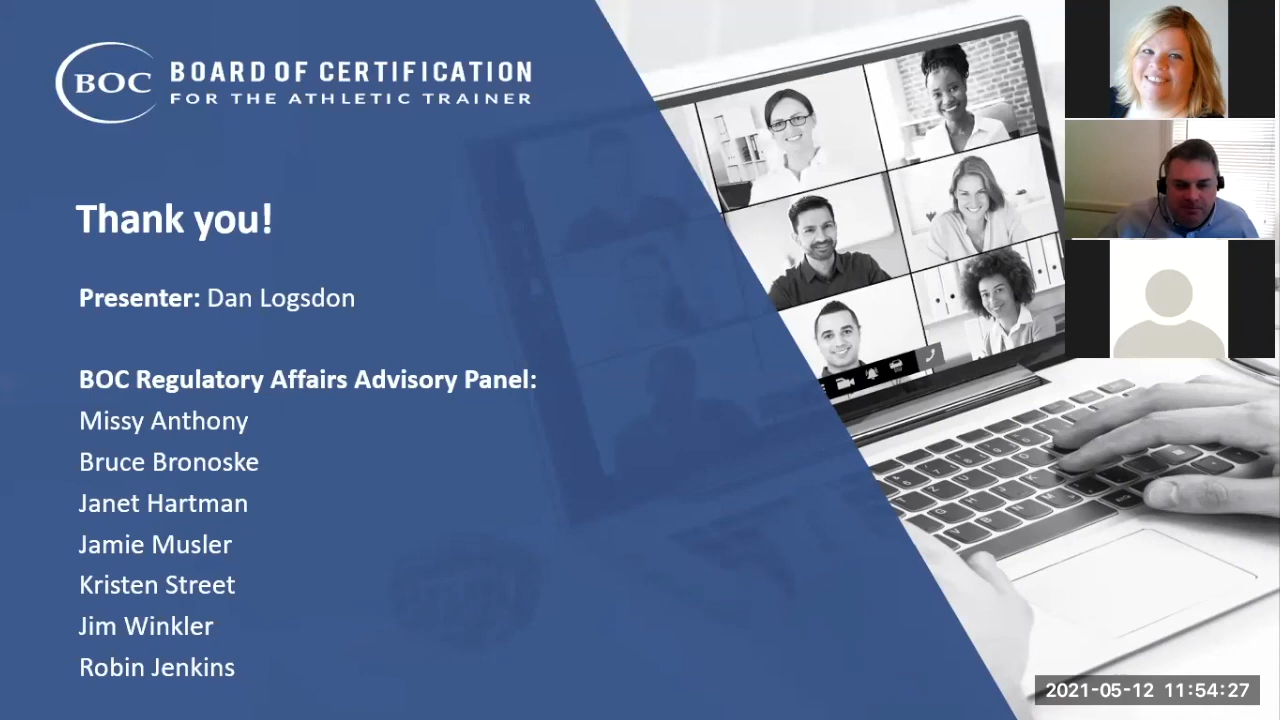 BOC BOARD OF CERTIFICATION
FOR THE ATHLETIC TRAINER
Thank you!
Presenter: Dan Logsdon
BOC Regulatory Affairs Advisory Panel:
Missy Anthony
Bruce Bronoske
Janet Hartman
Jamie Musler
Kristen Street
Jim Winkler
Robin Jenkins
2021-05-12 11:54:27